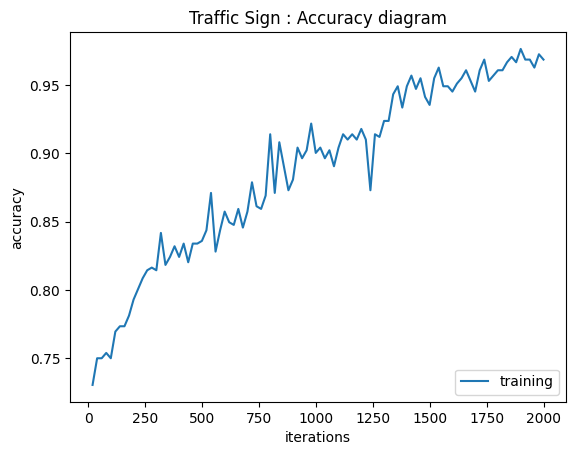 Traffic Sign : Accuracy diagram
accuracy
0.95
0.90
0.85
0.80
0.75
training
0 250 500 750 1000 1250 1500 1750 2000
iterations